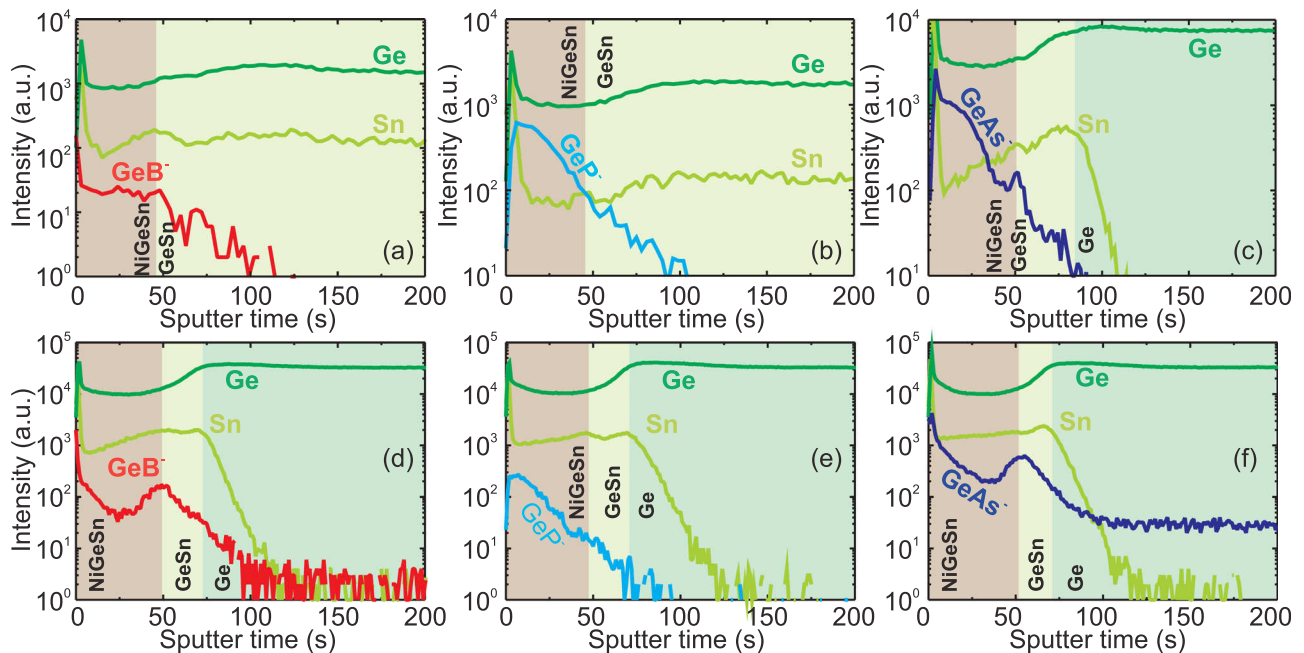 Intensity (a.u.)
10⁴
10³
10²
10¹
10⁰
Ge
Sn
GeB⁻
NiGeSn
GeSn
(a)
0 50 100 150 200
Sputter time (s)
Intensity (a.u.)
10⁴
10³
10²
10¹
NiGeSn
GeSn
Ge
GeP⁻
Sn
(b)
0 50 100 150 200
Sputter time (s)
Intensity (a.u.)
10⁴
10³
10²
10¹
Ge
GeAs⁻
Sn
NiGeSn
GeSn
Ge
(c)
0 50 100 150 200
Sputter time (s)
Intensity (a.u.)
10⁵
10⁴
10³
10²
10¹
10⁰
Ge
Sn
GeB⁻
NiGeSn
GeSn
Ge
(d)
0 50 100 150 200
Sputter time (s)
10⁵
10⁴
10³
10²
10¹
10⁰
Ge
Sn
NiGeSn
GeSn
Ge
GeP⁻
(e)
0 50 100 150 200
Sputter time (s)
10⁵
10⁴
10³
10²
10¹
10⁰
Ge
Sn
GeAs⁻
NiGeSn
GeSn
Ge
(f)
0 50 100 150 200
Sputter time (s)